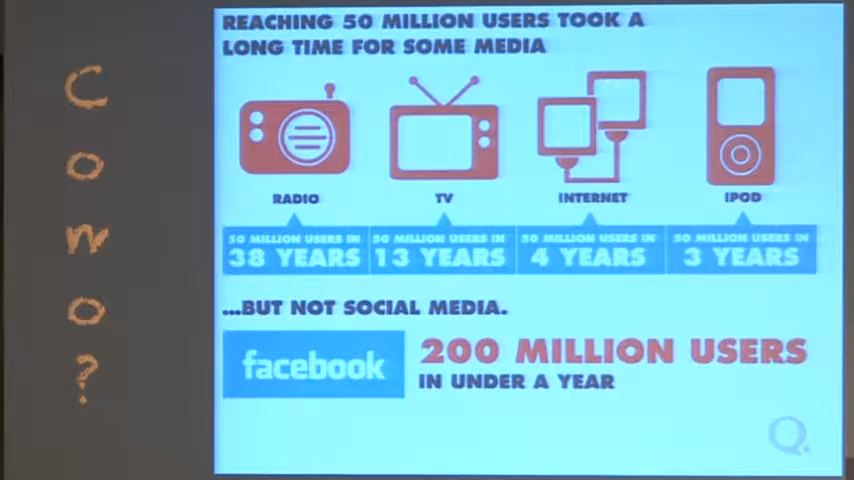 Como?
REACHING 50 MILLION USERS TOOK A
LONG TIME FOR SOME MEDIA
RADIO
TV
INTERNET
IPOD
50 MILLION USERS IN
38 YEARS
50 MILLION USERS IN
13 YEARS
50 MILLION USERS IN
4 YEARS
50 MILLION USERS IN
3 YEARS
...BUT NOT SOCIAL MEDIA.
facebook
200 MILLION USERS
IN UNDER A YEAR
Q.